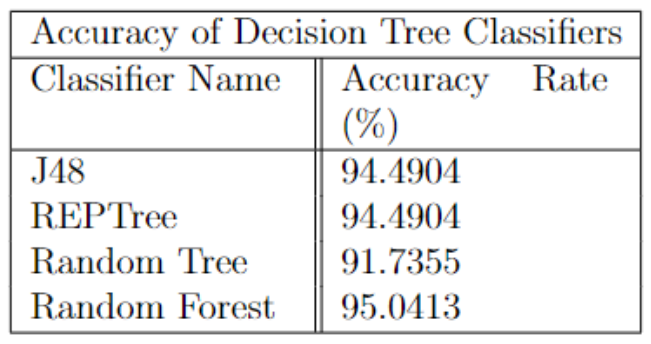 Accuracy of Decision Tree Classifiers
Classifier Name Accuracy Rate
(%)
J48 94.4904
REPTree 94.4904
Random Tree 91.7355
Random Forest 95.0413